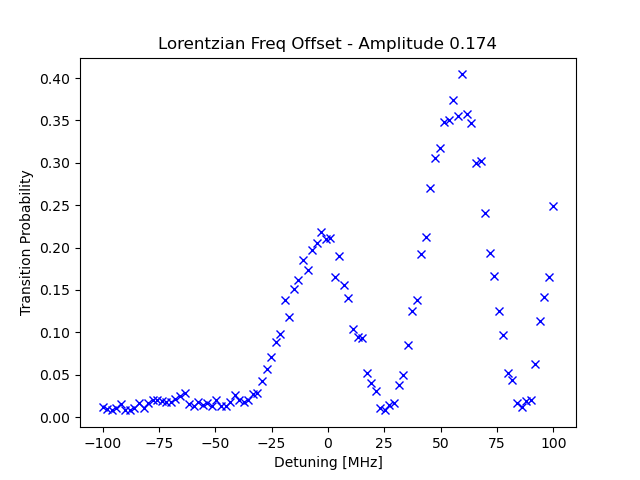 Lorentzian Freq Offset - Amplitude 0.174
0.40
0.35
0.30
0.25
0.20
0.15
0.10
0.05
0.00
Transition Probability
−100 −75 −50 −25 0 25 50 75 100
Detuning [MHz]